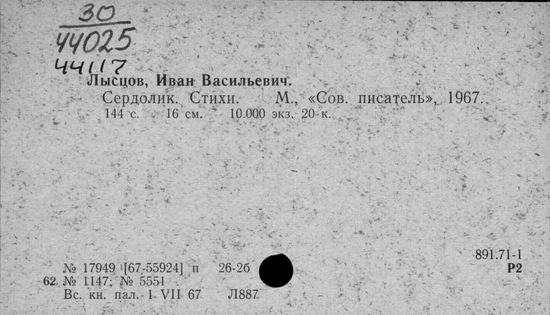 30
44025
44117
Лысцов, Иван Васильевич.
Сердолик. Стихи. М., «Сов. писатель», 1967.
144 с. 16 см. 10.000 экз. 20 к.
891.71-1
№ 17949 [67-55924] п 26-2б Р2
62. № 1147; № 5551
Вс. кн. пал. 1 VII 67 Л887